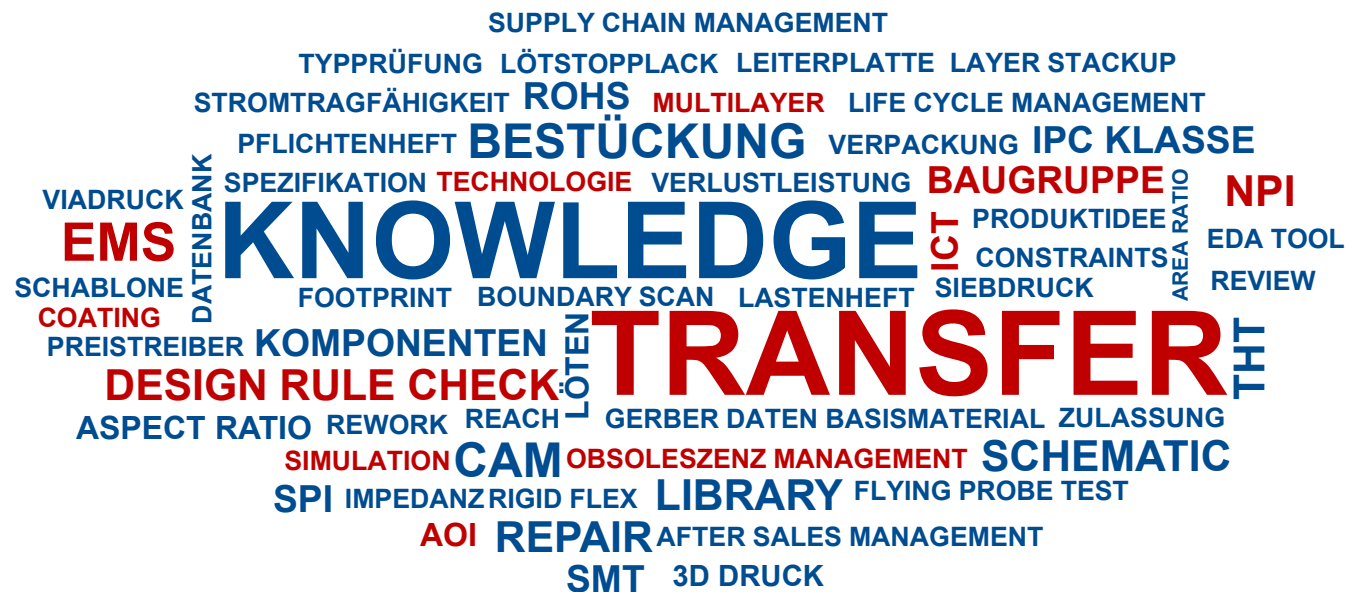 SUPPLY CHAIN MANAGEMENT
TYPPRÜFUNG LÖTSTOPPLACK LEITERPLATTE LAYER STACKUP
STROMTRAGFÄHIGKEIT ROHS MULTILAYER LIFE CYCLE MANAGEMENT
PFLICHTENHEFT BESTÜCKUNG VERPACKUNG IPC KLASSE
SPEZIFIKATION TECHNOLOGIE VERLUSTLEISTUNG BAUGRUPPE
NPI
VIADRUCK
DATENBANK
KNOWLEDGE
ICT
PRODUKTIDEE
AREA RATIO
EMS
EDA TOOL
CONSTRAINTS
SCHABLONE
FOOTPRINT BOUNDARY SCAN LASTENHEFT SIEBDRUCK
REVIEW
COATING
PREISTREIBER KOMPONENTEN
LÖTEN
TRANSFER
THT
DESIGN RULE CHECK
ASPECT RATIO REWORK REACH GERBER DATEN BASISMATERIAL ZULASSUNG
SIMULATION CAM OBSOLESZENZ MANAGEMENT SCHEMATIC
SPI IMPEDANZ RIGID FLEX LIBRARY FLYING PROBE TEST
AOI REPAIR AFTER SALES MANAGEMENT
SMT 3D DRUCK